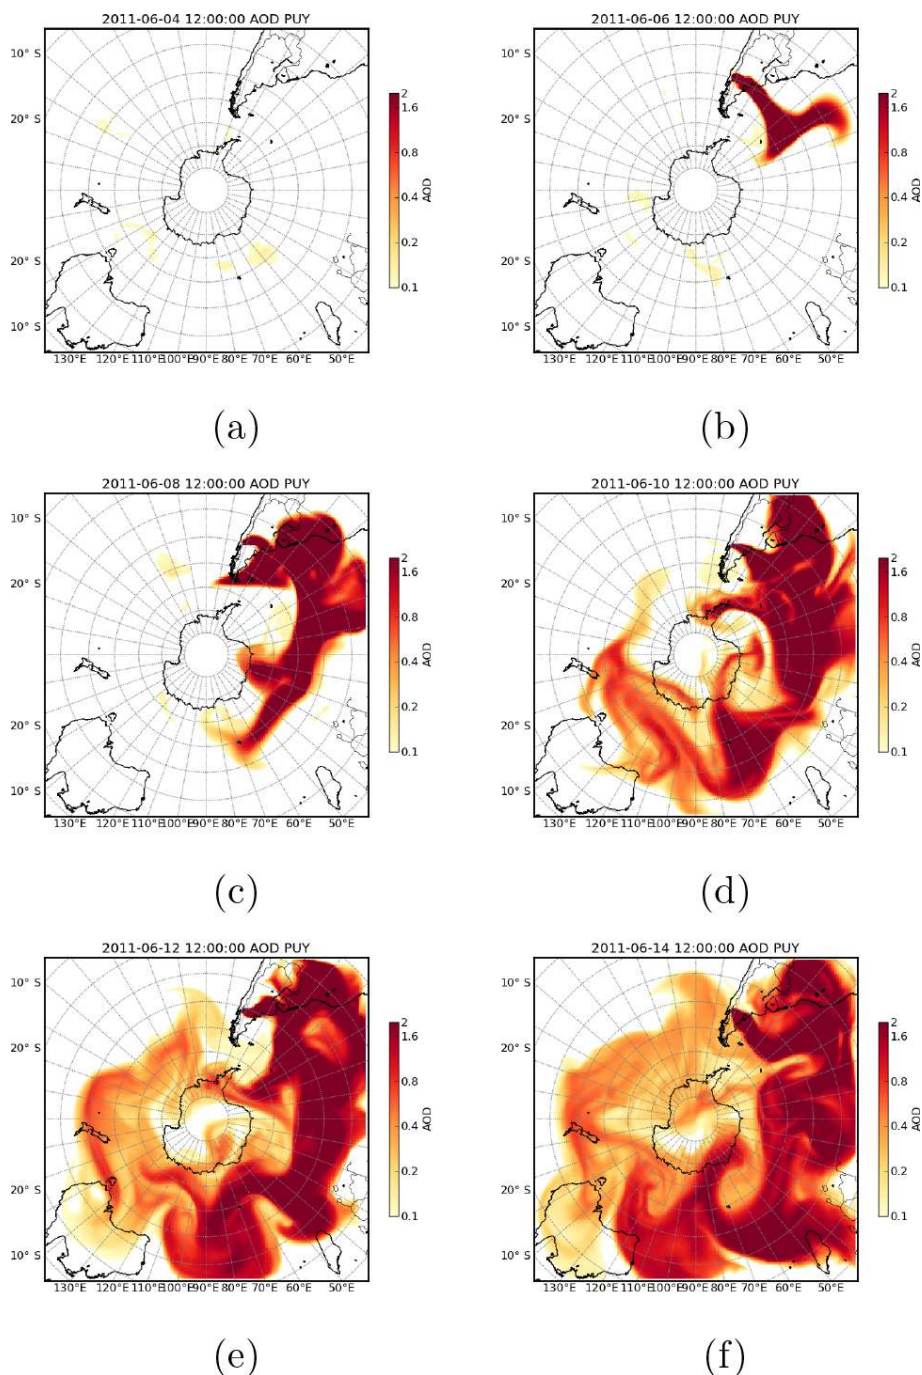 2011-06-04 12:00:00 AOD PUY
10° S
20° S
20° S
10° S
130°E 120°E 110°E 100°E 90°E 80°E 70°E 60°E 50°E
2
1.6
0.8
0.4
0.2
0.1
AOD
(a)
2011-06-06 12:00:00 AOD PUY
10° S
20° S
20° S
10° S
130°E 120°E 110°E 100°E 90°E 80°E 70°E 60°E 50°E
2
1.6
0.8
0.4
0.2
0.1
AOD
(b)
2011-06-08 12:00:00 AOD PUY
10° S
20° S
20° S
10° S
130°E 120°E 110°E 100°E 90°E 80°E 70°E 60°E 50°E
2
1.6
0.8
0.4
0.2
0.1
AOD
(c)
2011-06-10 12:00:00 AOD PUY
10° S
20° S
20° S
10° S
130°E 120°E 110°E 100°E 90°E 80°E 70°E 60°E 50°E
2
1.6
0.8
0.4
0.2
0.1
AOD
(d)
2011-06-12 12:00:00 AOD PUY
10° S
20° S
20° S
10° S
130°E 120°E 110°E 100°E 90°E 80°E 70°E 60°E 50°E
2
1.6
0.8
0.4
0.2
0.1
AOD
(e)
2011-06-14 12:00:00 AOD PUY
10° S
20° S
20° S
10° S
130°E 120°E 110°E 100°E 90°E 80°E 70°E 60°E 50°E
2
1.6
0.8
0.4
0.2
0.1
AOD
(f)